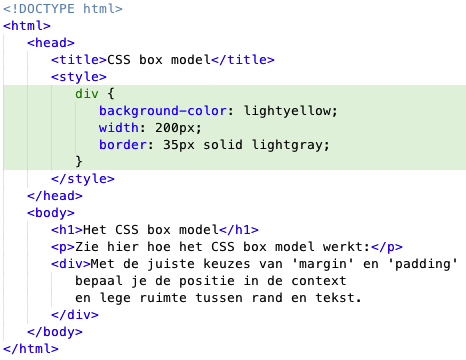 <!DOCTYPE html>
<html>
<head>
<title>CSS box model</title>
<style>
div {
background-color: lightyellow;
width: 200px;
border: 35px solid lightgray;
}
</style>
</head>
<body>
<h1>Het CSS box model</h1>
<p>Zie hier hoe het CSS box model werkt:</p>
<div>Met de juiste keuzes van 'margin' en 'padding'
bepaal je de positie in de context
en lege ruimte tussen rand en tekst.
</div>
</body>
</html>